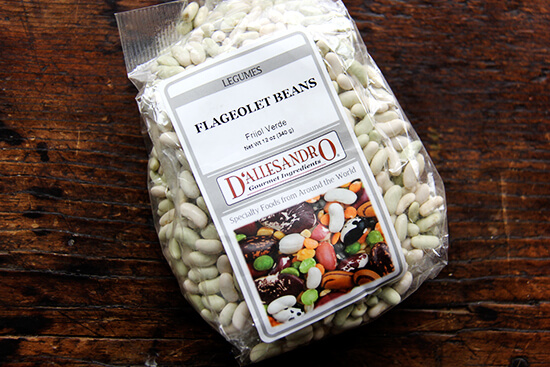 LEGUMES
FLAGEOLET BEANS
Frijol Verde
Net Wt 12 oz (340 g)
D'ALLESANDRO®
Gourmet Ingredients®
Specialty Foods from Around the World